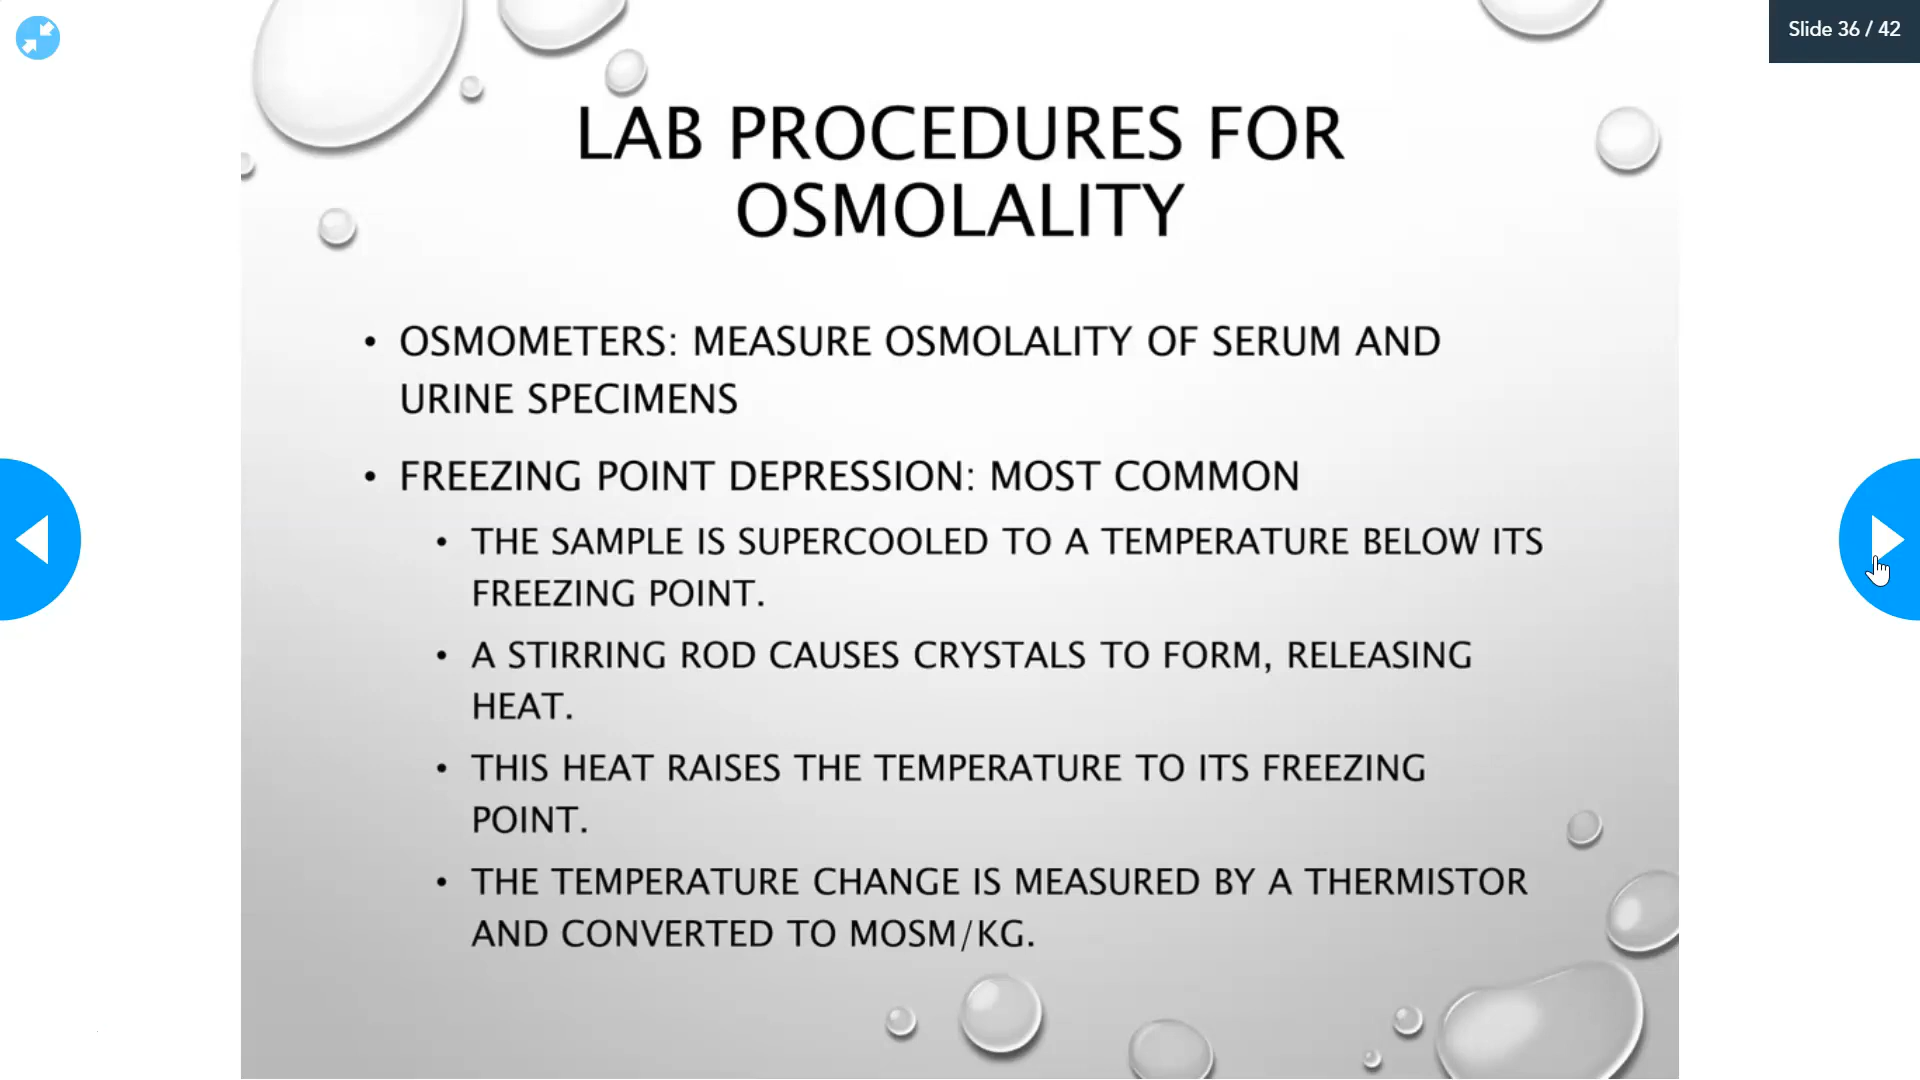 Slide 36 / 42
LAB PROCEDURES FOR
OSMOLALITY
• OSMOMETERS: MEASURE OSMOLALITY OF SERUM AND
URINE SPECIMENS
• FREEZING POINT DEPRESSION: MOST COMMON
• THE SAMPLE IS SUPERCOOLED TO A TEMPERATURE BELOW ITS
FREEZING POINT.
• A STIRRING ROD CAUSES CRYSTALS TO FORM, RELEASING
HEAT.
• THIS HEAT RAISES THE TEMPERATURE TO ITS FREEZING
POINT.
• THE TEMPERATURE CHANGE IS MEASURED BY A THERMISTOR
AND CONVERTED TO MOSM/KG.